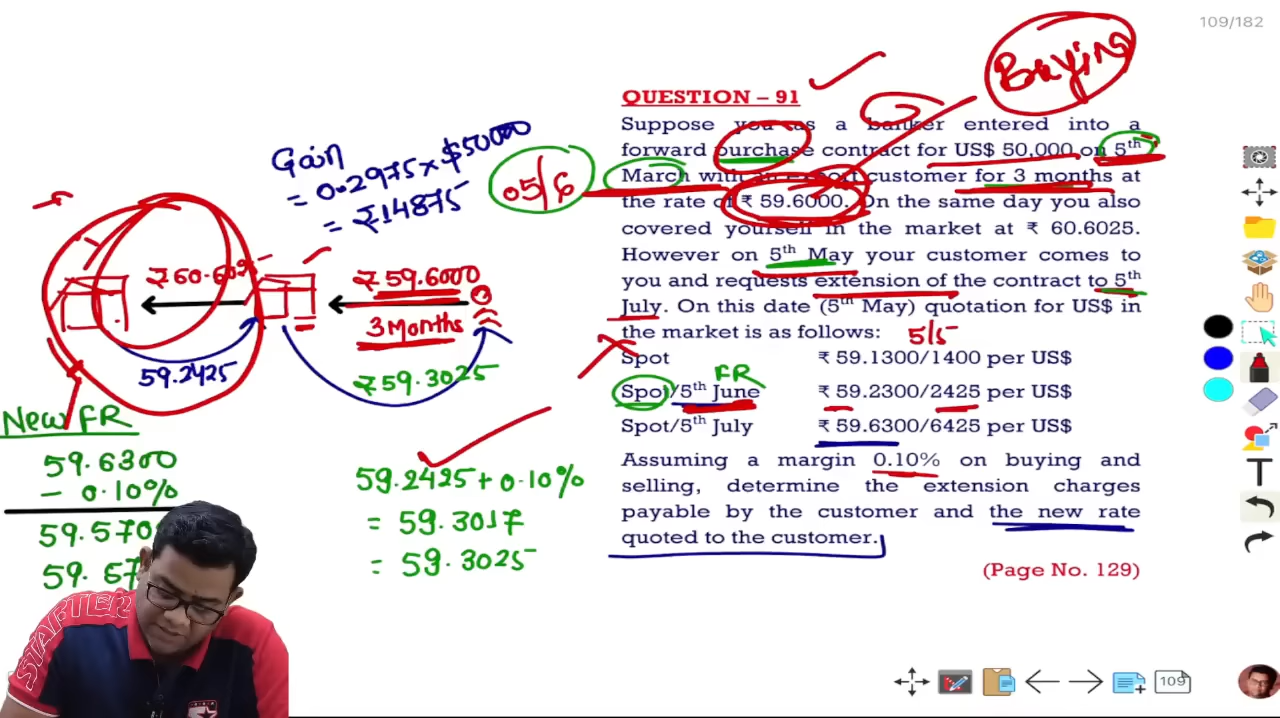 109/182
Buying
QUESTION – 91
Suppose you as a banker entered into a
forward purchase contract for US$ 50,000 on 5th
March with an export customer for 3 months at
the rate of ₹ 59.6000. On the same day you also
covered yourself in the market at ₹ 60.6025.
However on 5th May your customer comes to
you and requests extension of the contract to 5th
July. On this date (5th May) quotation for US$ in
the market is as follows:
5/5
Spot ₹ 59.1300/1400 per US$
FR
Spot/5th June ₹ 59.2300/2425 per US$
Spot/5th July ₹ 59.6300/6425 per US$
Assuming a margin 0.10% on buying and
selling, determine the extension charges
payable by the customer and the new rate
quoted to the customer.
(Page No. 129)
Gain
= 0.2975 × $50000
= ₹14875
05/6
₹59.6000
3 Months
59.2425
₹59.3025
New FR
59.6300
- 0.10%
59.570
59.57
59.2425 + 0.10%
= 59.3017
= 59.3025
STARTER
109